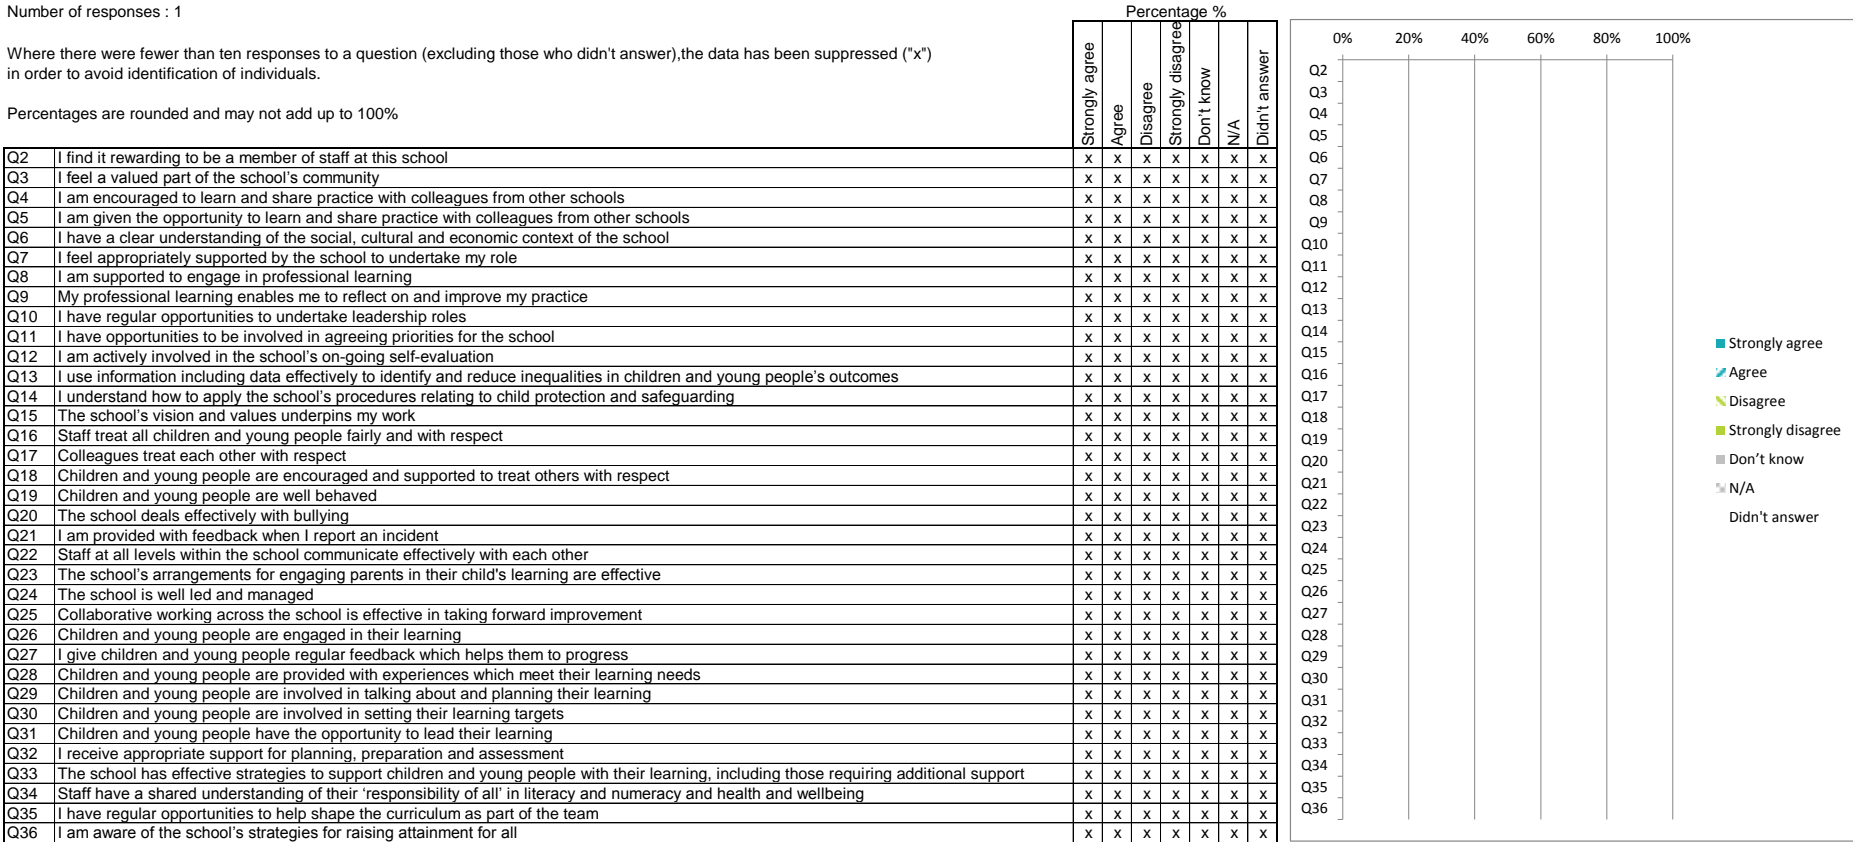 Number of responses : 1
Percentage %
Where there were fewer than ten responses to a question (excluding those who didn't answer),the data has been suppressed ("x")
in order to avoid identification of individuals.
Percentages are rounded and may not add up to 100%
Strongly agree
Agree
Disagree
Strongly disagree
Don't know
N/A
Didn't answer
Q2 I find it rewarding to be a member of staff at this school x x x x x x x
Q3 I feel a valued part of the school’s community x x x x x x x
Q4 I am encouraged to learn and share practice with colleagues from other schools x x x x x x x
Q5 I am given the opportunity to learn and share practice with colleagues from other schools x x x x x x x
Q6 I have a clear understanding of the social, cultural and economic context of the school x x x x x x x
Q7 I feel appropriately supported by the school to undertake my role x x x x x x x
Q8 I am supported to engage in professional learning x x x x x x x
Q9 My professional learning enables me to reflect on and improve my practice x x x x x x x
Q10 I have regular opportunities to undertake leadership roles x x x x x x x
Q11 I have opportunities to be involved in agreeing priorities for the school x x x x x x x
Q12 I am actively involved in the school’s on-going self-evaluation x x x x x x x
Q13 I use information including data effectively to identify and reduce inequalities in children and young people’s outcomes x x x x x x x
Q14 I understand how to apply the school’s procedures relating to child protection and safeguarding x x x x x x x
Q15 The school’s vision and values underpins my work x x x x x x x
Q16 Staff treat all children and young people fairly and with respect x x x x x x x
Q17 Colleagues treat each other with respect x x x x x x x
Q18 Children and young people are encouraged and supported to treat others with respect x x x x x x x
Q19 Children and young people are well behaved x x x x x x x
Q20 The school deals effectively with bullying x x x x x x x
Q21 I am provided with feedback when I report an incident x x x x x x x
Q22 Staff at all levels within the school communicate effectively with each other x x x x x x x
Q23 The school’s arrangements for engaging parents in their child's learning are effective x x x x x x x
Q24 The school is well led and managed x x x x x x x
Q25 Collaborative working across the school is effective in taking forward improvement x x x x x x x
Q26 Children and young people are engaged in their learning x x x x x x x
Q27 I give children and young people regular feedback which helps them to progress x x x x x x x
Q28 Children and young people are provided with experiences which meet their learning needs x x x x x x x
Q29 Children and young people are involved in talking about and planning their learning x x x x x x x
Q30 Children and young people are involved in setting their learning targets x x x x x x x
Q31 Children and young people have the opportunity to lead their learning x x x x x x x
Q32 I receive appropriate support for planning, preparation and assessment x x x x x x x
Q33 The school has effective strategies to support children and young people with their learning, including those requiring additional support x x x x x x x
Q34 Staff have a shared understanding of their ‘responsibility of all’ in literacy and numeracy and health and wellbeing x x x x x x x
Q35 I have regular opportunities to help shape the curriculum as part of the team x x x x x x x
Q36 I am aware of the school’s strategies for raising attainment for all x x x x x x x
0% 20% 40% 60% 80% 100%
Q2
Q3
Q4
Q5
Q6
Q7
Q8
Q9
Q10
Q11
Q12
Q13
Q14
Q15
Q16
Q17
Q18
Q19
Q20
Q21
Q22
Q23
Q24
Q25
Q26
Q27
Q28
Q29
Q30
Q31
Q32
Q33
Q34
Q35
Q36
Strongly agree
Agree
Disagree
Strongly disagree
Don’t know
N/A
Didn't answer